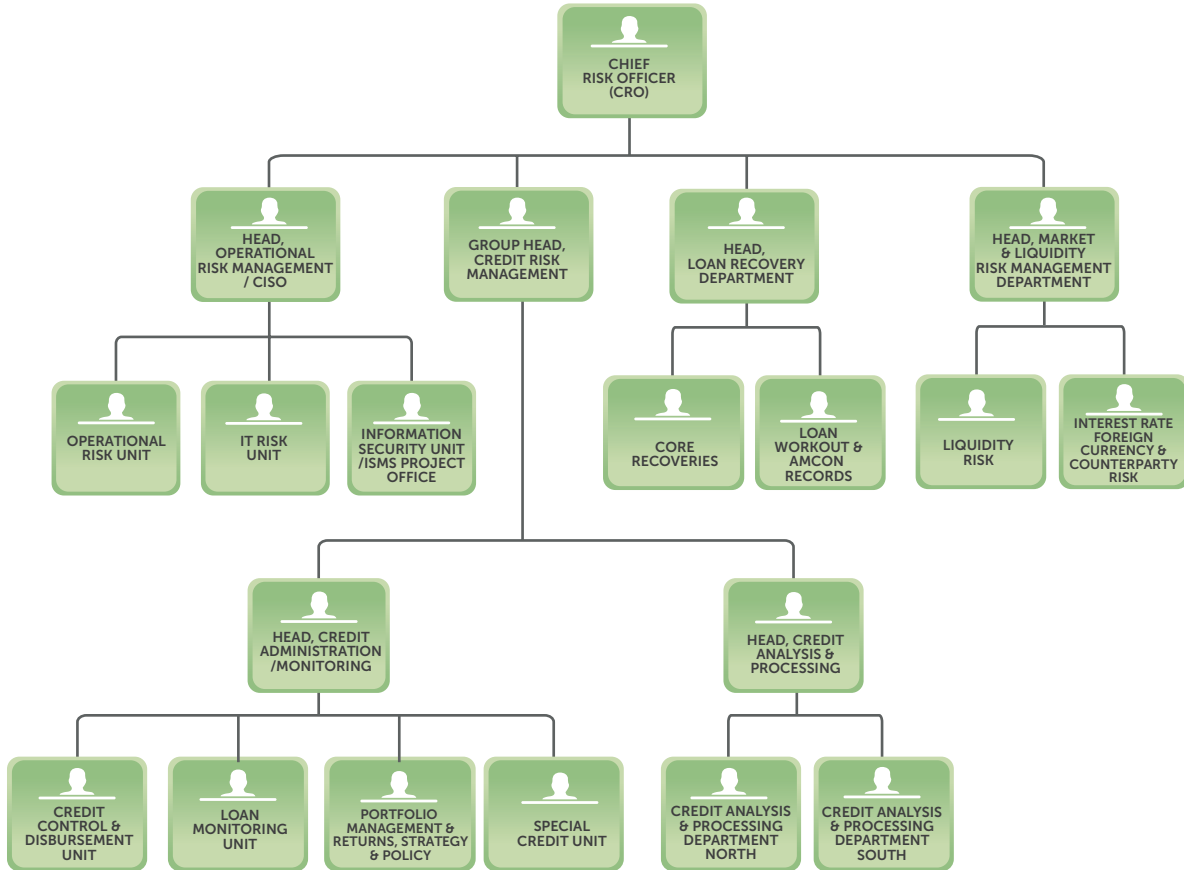 CHIEF
RISK OFFICER
(CRO)
HEAD,
OPERATIONAL
RISK MANAGEMENT
/ CISO
GROUP HEAD,
CREDIT RISK
MANAGEMENT
HEAD,
LOAN RECOVERY
DEPARTMENT
HEAD, MARKET
& LIQUIDITY
RISK MANAGEMENT
DEPARTMENT
OPERATIONAL
RISK UNIT
IT RISK
UNIT
INFORMATION
SECURITY UNIT
/ISMS PROJECT
OFFICE
CORE
RECOVERIES
LOAN
WORKOUT &
AMCON
RECORDS
LIQUIDITY
RISK
INTEREST RATE
FOREIGN
CURRENCY &
COUNTERPARTY
RISK
HEAD, CREDIT
ADMINISTRATION
/MONITORING
HEAD, CREDIT
ANALYSIS &
PROCESSING
CREDIT
CONTROL &
DISBURSEMENT
UNIT
LOAN
MONITORING
UNIT
PORTFOLIO
MANAGEMENT &
RETURNS, STRATEGY
& POLICY
SPECIAL
CREDIT UNIT
CREDIT ANALYSIS
& PROCESSING
DEPARTMENT
NORTH
CREDIT ANALYSIS
& PROCESSING
DEPARTMENT
SOUTH